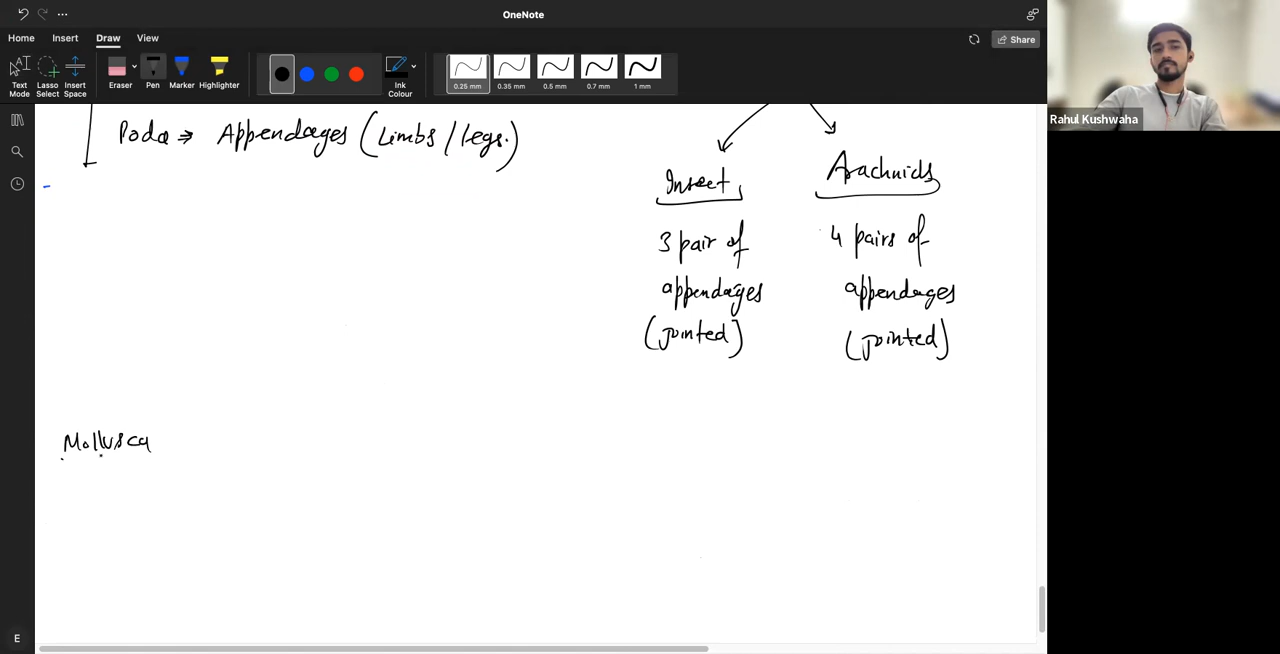 OneNote
Home Insert Draw View
Share
Text Mode
Lasso Select
Insert Space
Eraser
Pen
Marker
Highlighter
Ink Colour
0.25 mm
0.35 mm
0.5 mm
0.7 mm
1 mm
Rahul Kushwaha
Poda ⇒ Appendages (Limbs / Legs.)
Insect
3 pair of
appendages
(jointed)
Arachnids
4 pairs of
appendages
(jointed)
Mollusca
E